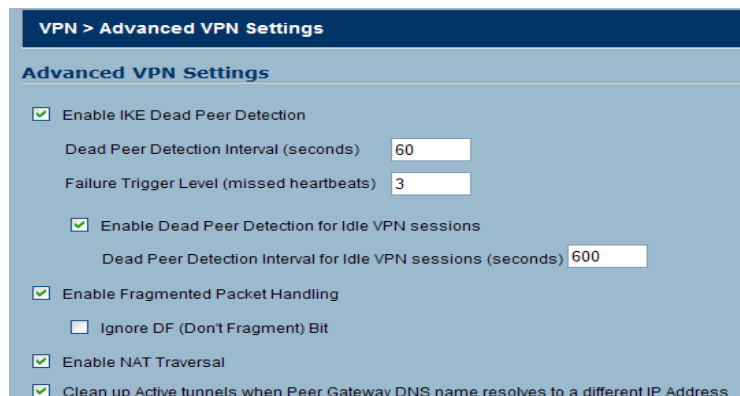 VPN > Advanced VPN Settings
Advanced VPN Settings
Enable IKE Dead Peer Detection
Dead Peer Detection Interval (seconds) 60
Failure Trigger Level (missed heartbeats) 3
Enable Dead Peer Detection for Idle VPN sessions
Dead Peer Detection Interval for Idle VPN sessions (seconds) 600
Enable Fragmented Packet Handling
Ignore DF (Don't Fragment) Bit
Enable NAT Traversal
Clean up Active tunnels when Peer Gateway DNS name resolves to a different IP Address